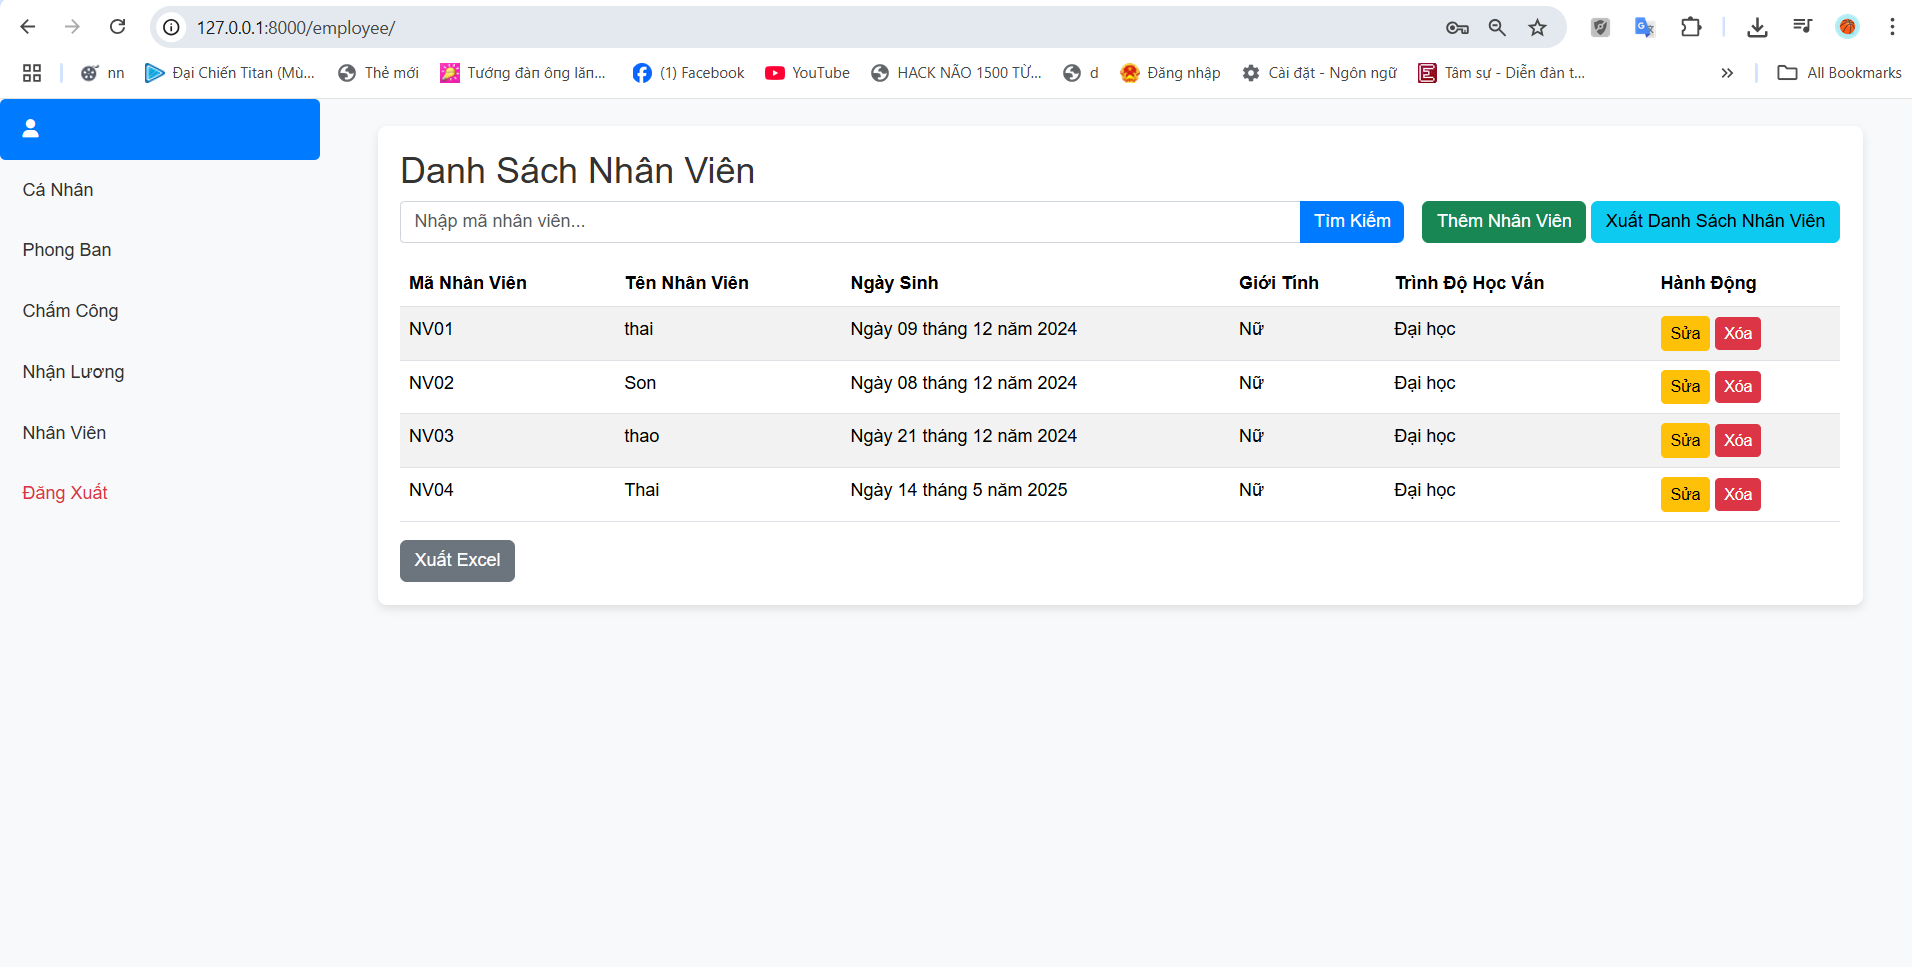 127.0.0.1:8000/employee/
nn Đại Chiến Titan (Mù... Thẻ mới Tướng đàn ông lăn... (1) Facebook YouTube HACK NÃO 1500 TỪ... d Đăng nhập Cài đặt - Ngôn ngữ Tâm sự - Diễn đàn t... All Bookmarks
Cá Nhân
Phong Ban
Chấm Công
Nhận Lương
Nhân Viên
Đăng Xuất
Danh Sách Nhân Viên
Nhập mã nhân viên... Tìm Kiếm Thêm Nhân Viên Xuất Danh Sách Nhân Viên
Mã Nhân Viên Tên Nhân Viên Ngày Sinh Giới Tính Trình Độ Học Vấn Hành Động
NV01 thai Ngày 09 tháng 12 năm 2024 Nữ Đại học Sửa Xóa
NV02 Son Ngày 08 tháng 12 năm 2024 Nữ Đại học Sửa Xóa
NV03 thao Ngày 21 tháng 12 năm 2024 Nữ Đại học Sửa Xóa
NV04 Thai Ngày 14 tháng 5 năm 2025 Nữ Đại học Sửa Xóa
Xuất Excel